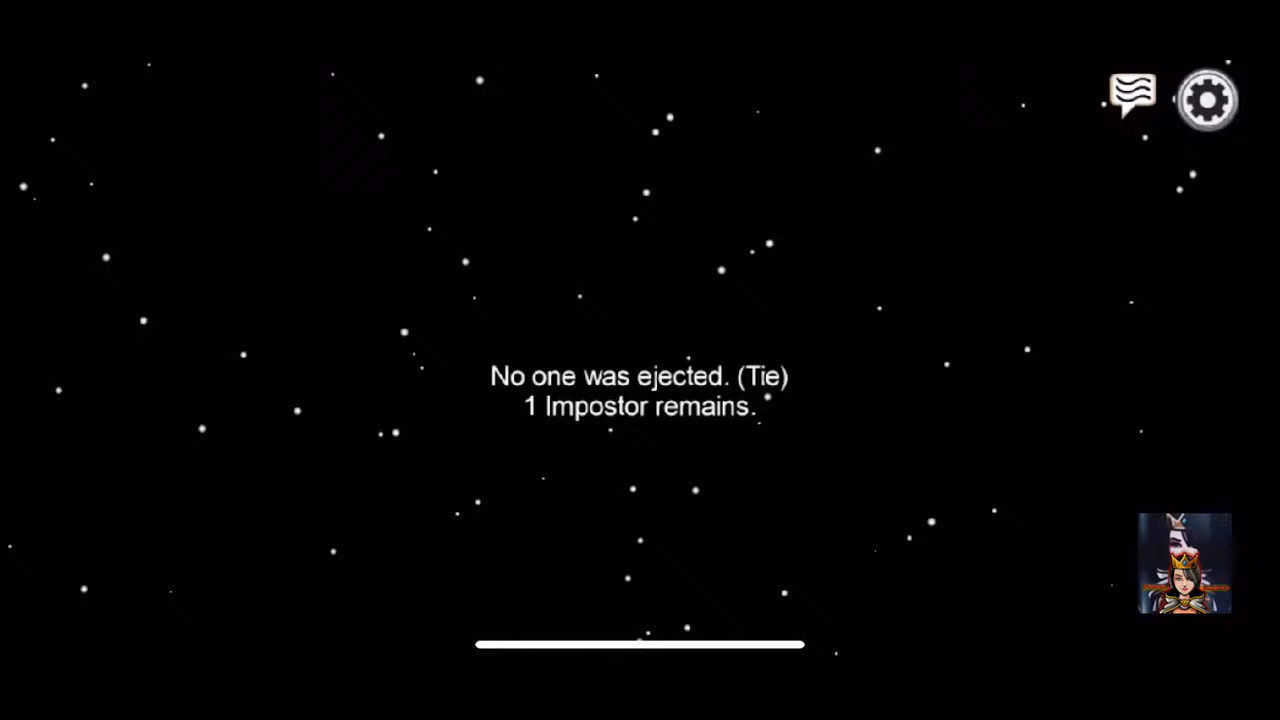 No one was ejected. (Tie)
1 Impostor remains.